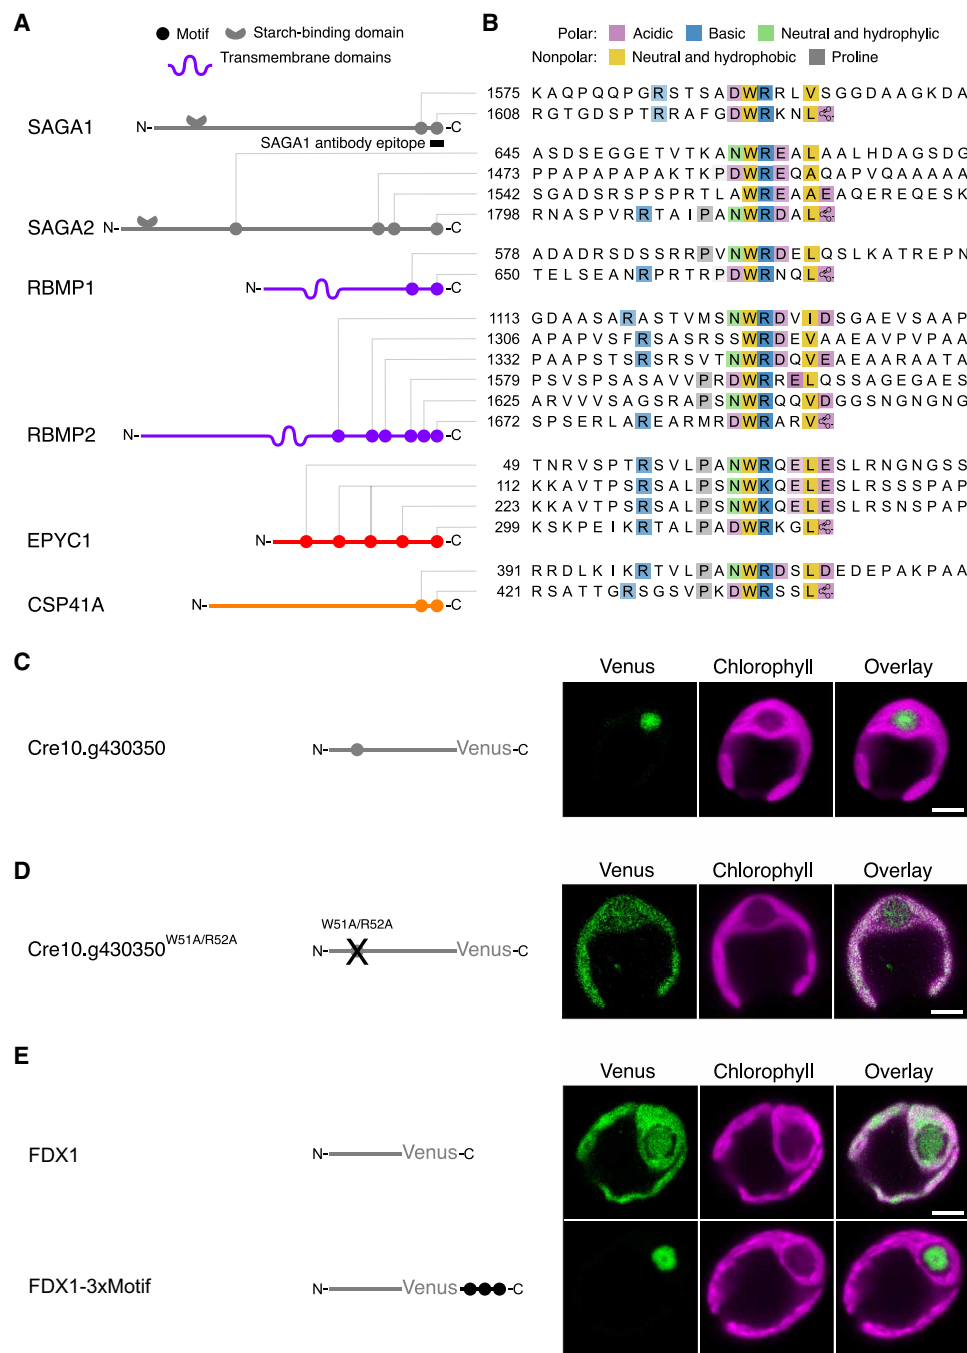 A
Motif
Starch-binding domain
Transmembrane domains
B
Polar: Acidic Basic Neutral and hydrophylic
Nonpolar: Neutral and hydrophobic Proline
SAGA1 N- -C
SAGA1 antibody epitope
1575 K A Q P Q Q P G R S T S A D W R R L V S G G D A A G K D A
1608 R G T G D S P T R R A F G D W R K N L
SAGA2 N- -C
645 A S D S E G G E T V T K A N W R E A L A A L H D A G S D G
1473 P P A P A P A P A K T K P D W R E Q A Q A P V Q A A A A A
1542 S G A D S R S P S P R T L A W R E A A E A Q E R E Q E S K
1798 R N A S P V R R T A I P A N W R D A L
RBMP1 N- -C
578 A D A D R S D S S R R P V N W R D E L Q S L K A T R E P N
650 T E L S E A N R P R T R P D W R N Q L
RBMP2 N- -C
1113 G D A A S A R A S T V M S N W R D V I D S G A E V S A A P
1306 A P A P V S F R S A S R S S W R D E V A A E A V P V P A A
1332 P A A P S T S R S R S V T N W R D Q V E A E A A R A A T A
1579 P S V S P S A S A V V P R D W R R E L Q S S A G E G A E S
1625 A R V V V S A G S R A P S N W R Q Q V D G G S N G N G N G
1672 S P S E R L A R E A R M R D W R A R V
EPYC1 N- -C
49 T N R V S P T R S V L P A N W R Q E L E S L R N G N G S S
112 K K A V T P S R S A L P S N W K Q E L E S L R S S S P A P
223 K K A V T P S R S A L P S N W K Q E L E S L R S N S P A P
299 K S K P E I K R T A L P A D W R K G L
CSP41A N- -C
391 R R D L K I K R T V L P A N W R D S L D E D E P A K P A A
421 R S A T T G R S G S V P K D W R S S L
C
Venus Chlorophyll Overlay
Cre10.g430350 N- Venus-C
D
Venus Chlorophyll Overlay
W51A/R52A
Cre10.g430350W51A/R52A N- X Venus-C
E
Venus Chlorophyll Overlay
FDX1 N- Venus-C
FDX1-3xMotif N- Venus -C